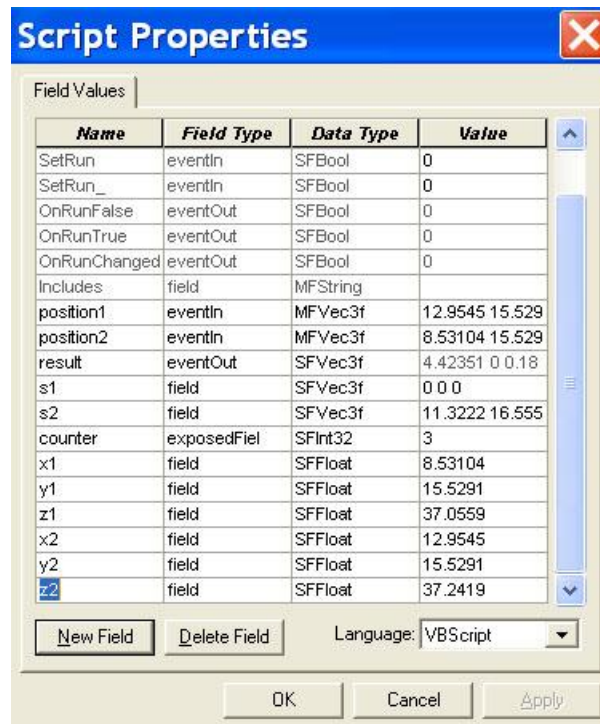 Script Properties
Field Values
Name Field Type Data Type Value
SetRun eventIn SFBool 0
SetRun_ eventIn SFBool 0
OnRunFalse eventOut SFBool 0
OnRunTrue eventOut SFBool 0
OnRunChanged eventOut SFBool 0
Includes field MFString
position1 eventIn MFVec3f 12.9545 15.529
position2 eventIn MFVec3f 8.53104 15.529
result eventOut SFVec3f 4.42351 0 0.18
s1 field SFVec3f 0 0 0
s2 field SFVec3f 11.3222 16.555
counter exposedFiel SFInt32 3
x1 field SFFloat 8.53104
y1 field SFFloat 15.5291
z1 field SFFloat 37.0559
x2 field SFFloat 12.9545
y2 field SFFloat 15.5291
z2 field SFFloat 37.2419
New Field Delete Field Language: VBScript
OK Cancel Apply